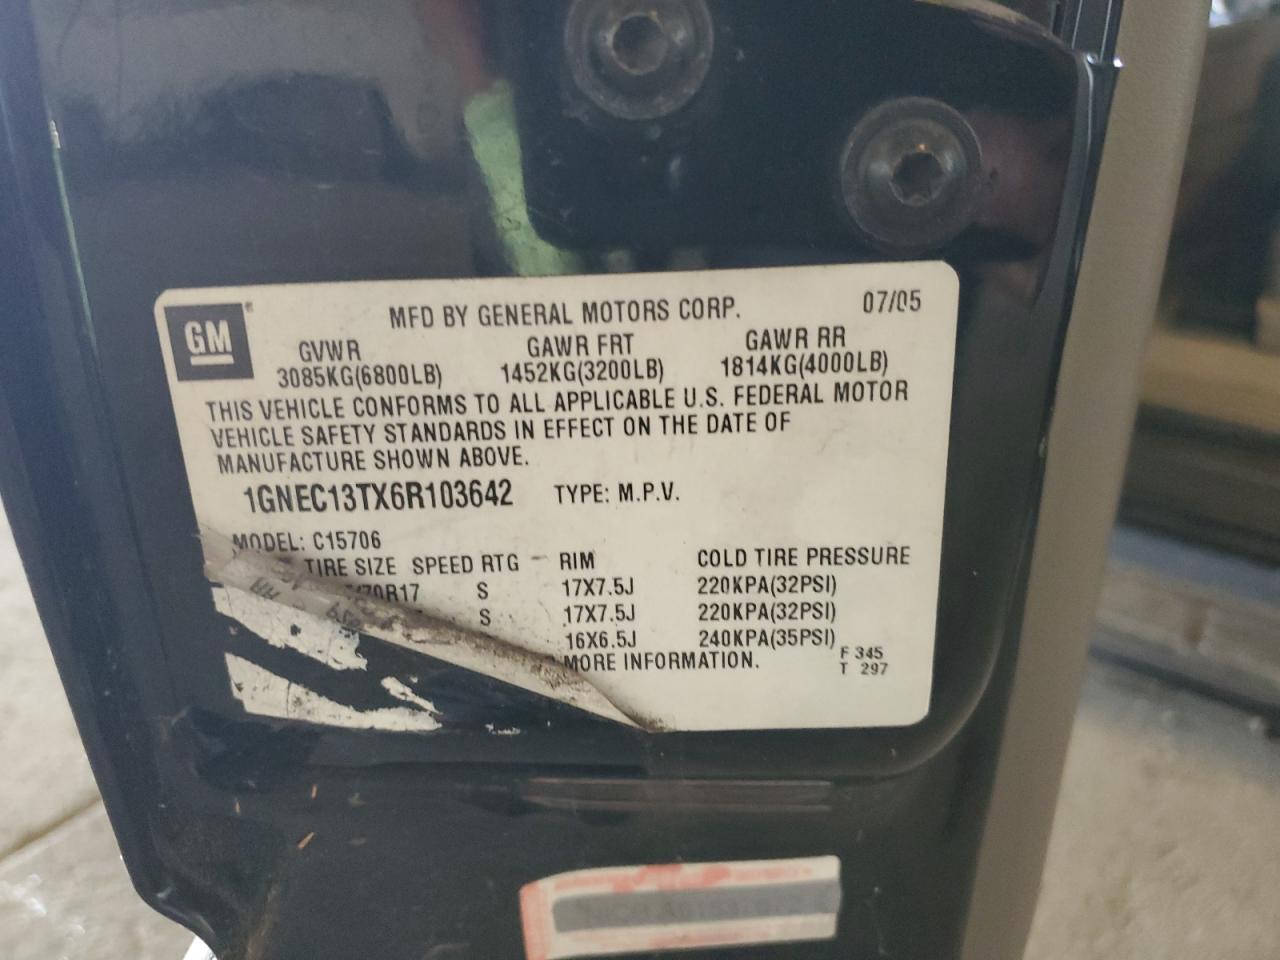 GM
MFD BY GENERAL MOTORS CORP. 07/05
GVWR GAWR FRT GAWR RR
3085KG(6800LB) 1452KG(3200LB) 1814KG(4000LB)
THIS VEHICLE CONFORMS TO ALL APPLICABLE U.S. FEDERAL MOTOR
VEHICLE SAFETY STANDARDS IN EFFECT ON THE DATE OF
MANUFACTURE SHOWN ABOVE.
1GNEC13TX6R103642 TYPE: M.P.V.
MODEL: C15706
TIRE SIZE SPEED RTG RIM COLD TIRE PRESSURE
S 17X7.5J 220KPA(32PSI)
S 17X7.5J 220KPA(32PSI)
16X6.5J 240KPA(35PSI)
MORE INFORMATION.
F 345
T 297